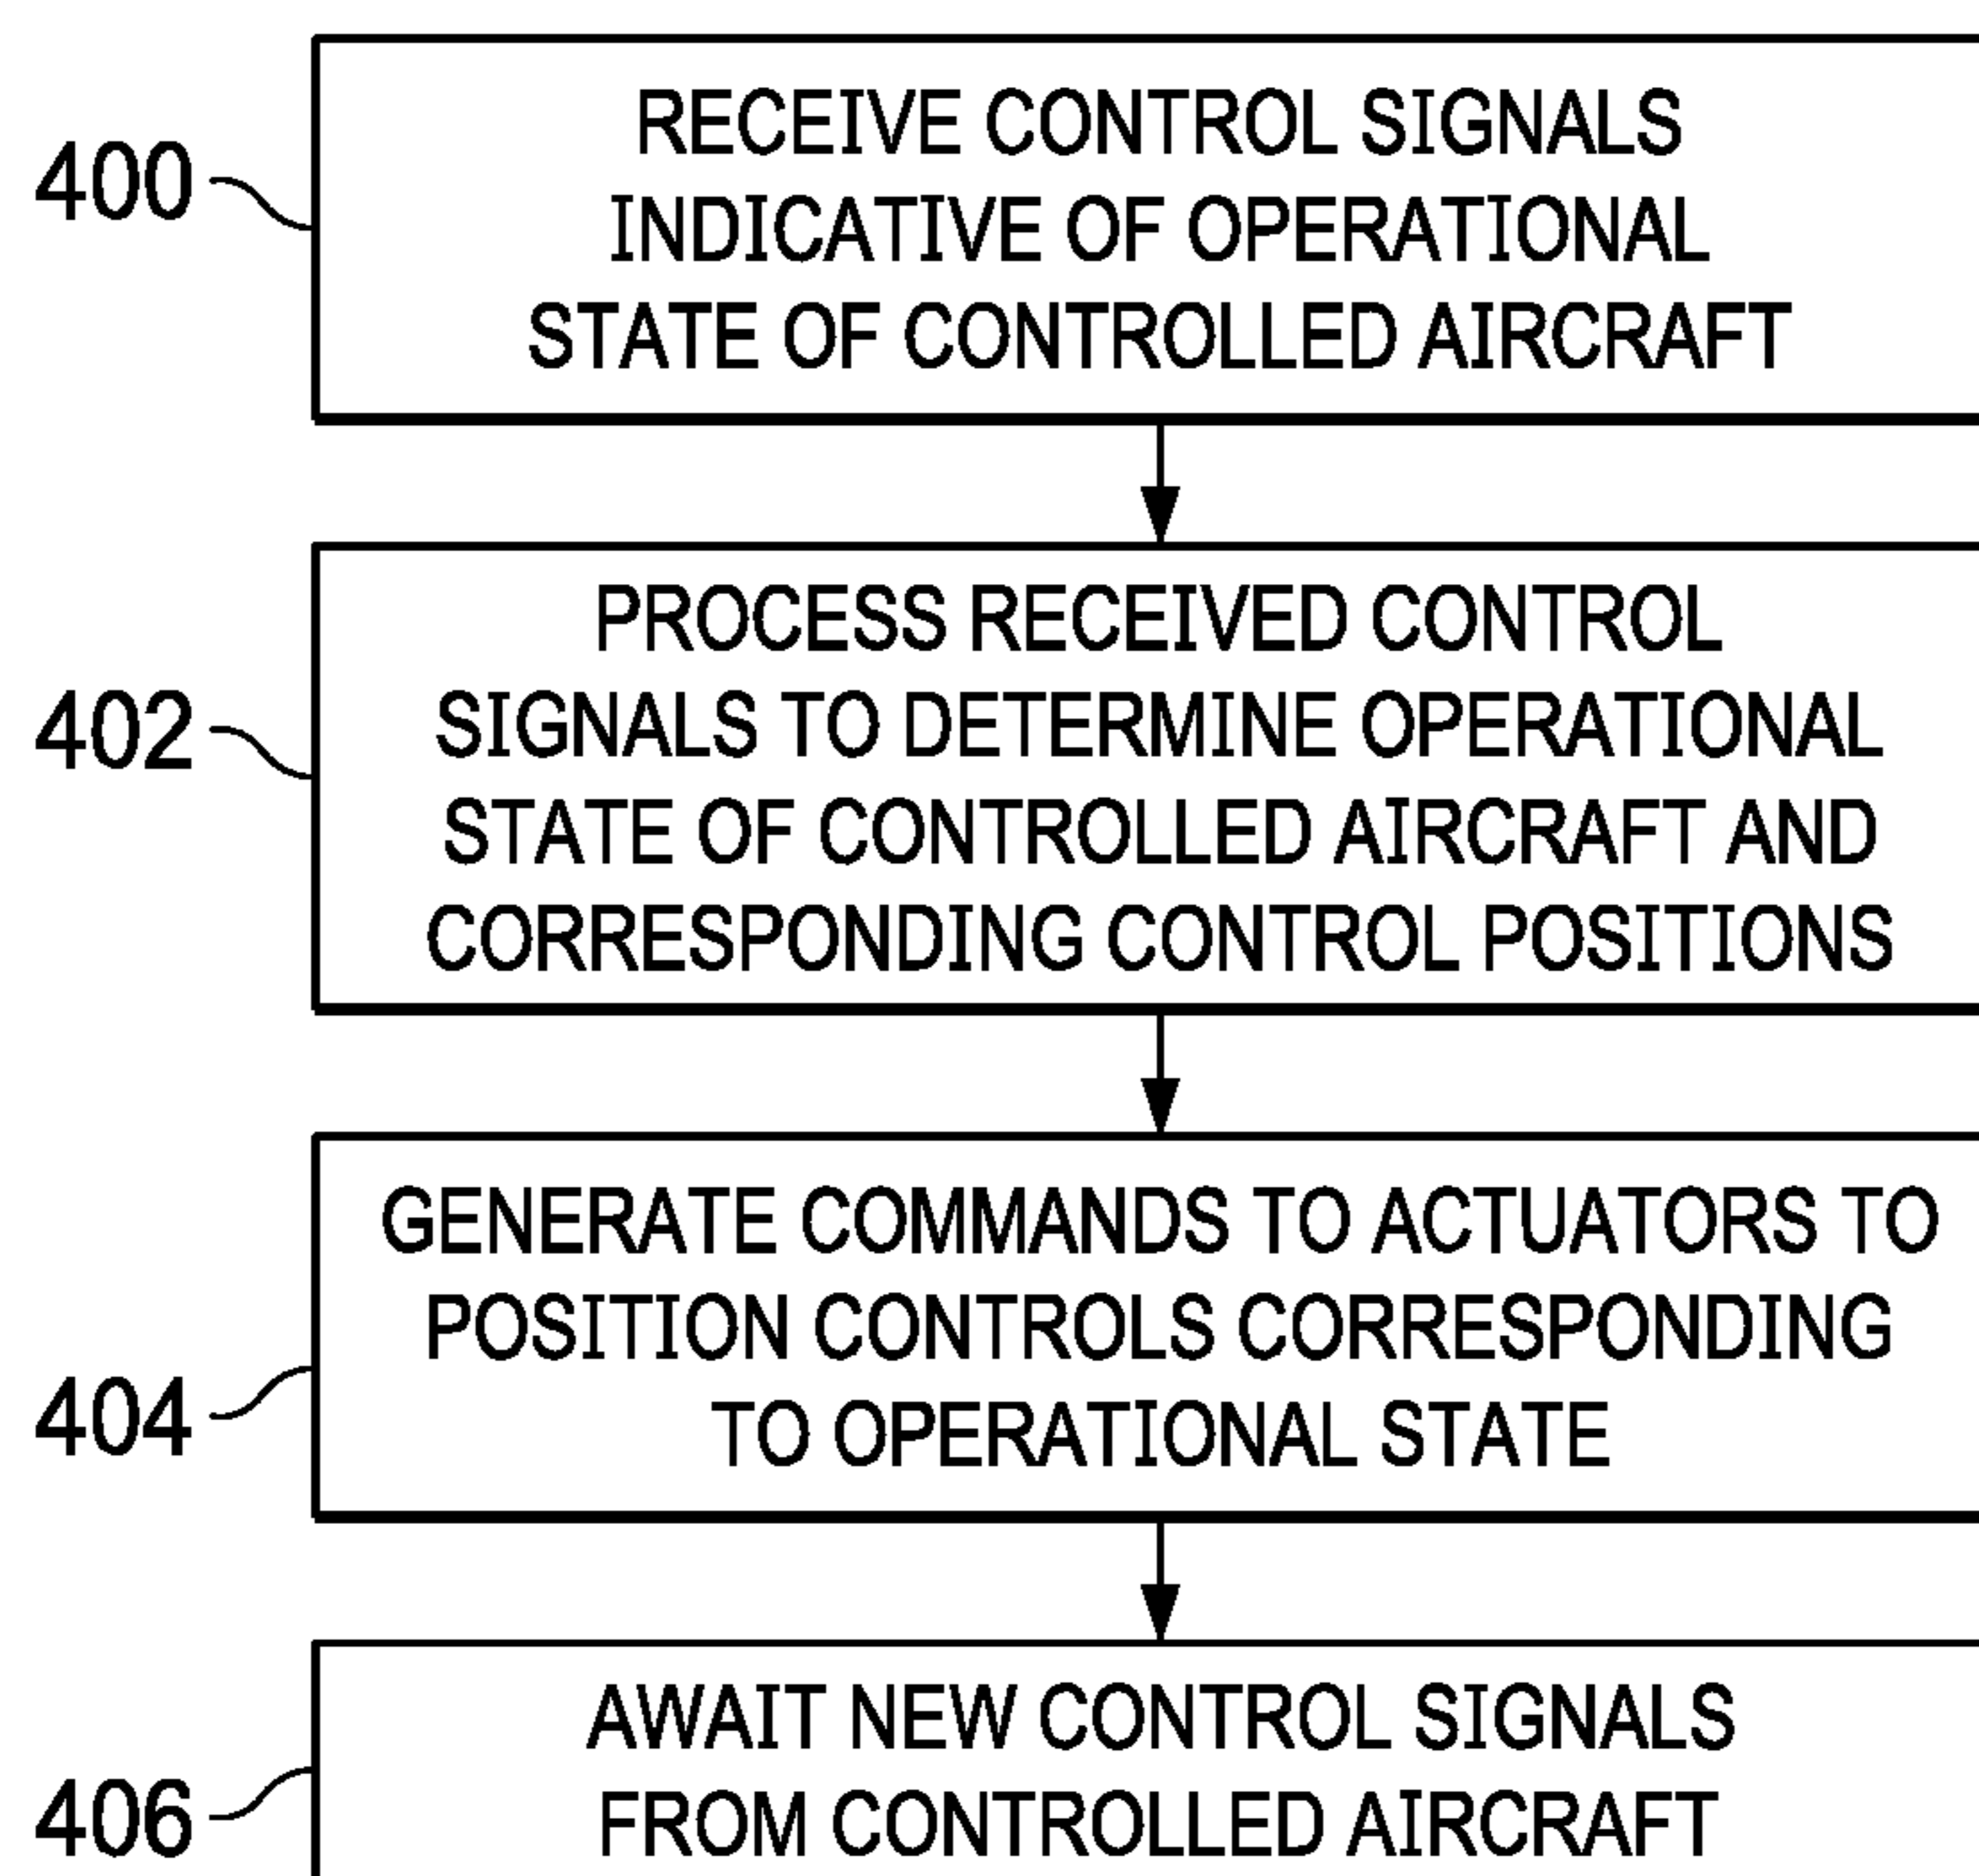 400
RECEIVE CONTROL SIGNALS
INDICATIVE OF OPERATIONAL
STATE OF CONTROLLED AIRCRAFT
402
PROCESS RECEIVED CONTROL
SIGNALS TO DETERMINE OPERATIONAL
STATE OF CONTROLLED AIRCRAFT AND
CORRESPONDING CONTROL POSITIONS
404
GENERATE COMMANDS TO ACTUATORS TO
POSITION CONTROLS CORRESPONDING
TO OPERATIONAL STATE
406
AWAIT NEW CONTROL SIGNALS
FROM CONTROLLED AIRCRAFT